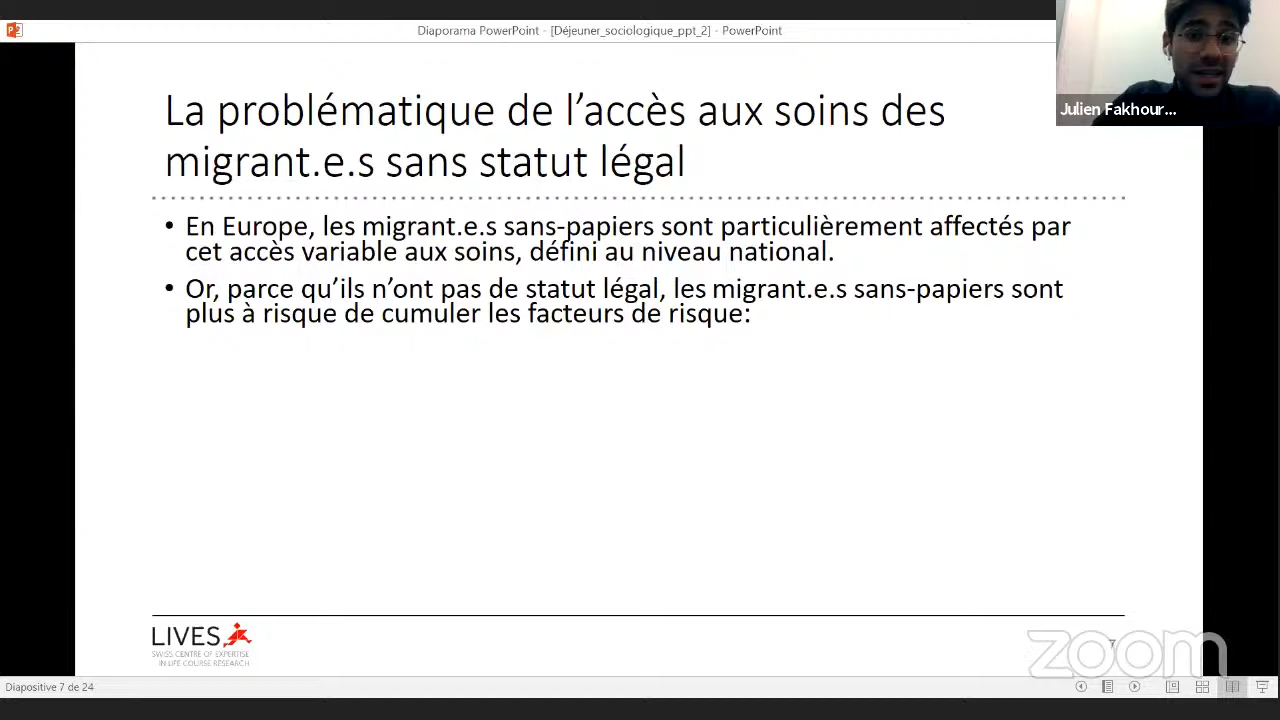 Diaporama PowerPoint - [Déjeuner_sociologique_ppt_2] - PowerPoint
Julien Fakhour...
La problématique de l'accès aux soins des
migrant.e.s sans statut légal
• En Europe, les migrant.e.s sans-papiers sont particulièrement affectés par
cet accès variable aux soins, défini au niveau national.
• Or, parce qu'ils n'ont pas de statut légal, les migrant.e.s sans-papiers sont
plus à risque de cumuler les facteurs de risque:
LIVES
SWISS CENTRE OF EXPERTISE
IN LIFE COURSE RESEARCH
7
zoom
Diapositive 7 de 24